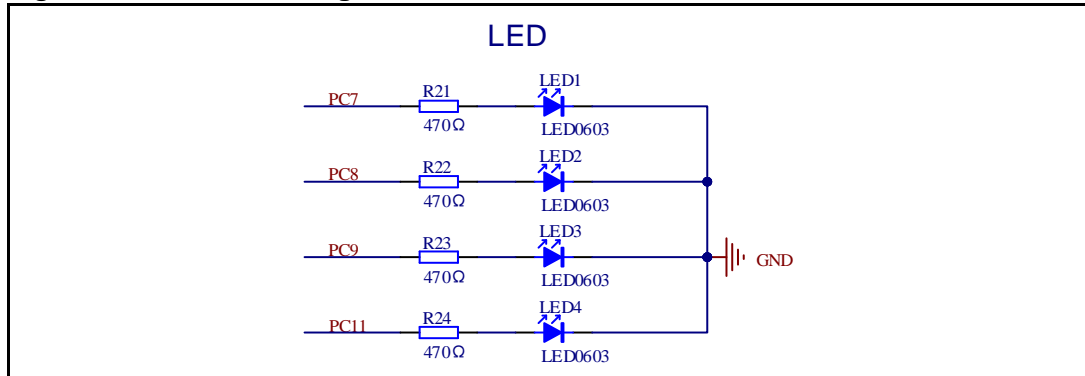 LED
LED1
PC7
R21
470Ω
LED0603
LED2
PC8
R22
470Ω
LED0603
LED3
PC9
R23
470Ω
LED0603
GND
LED4
PC11
R24
470Ω
LED0603